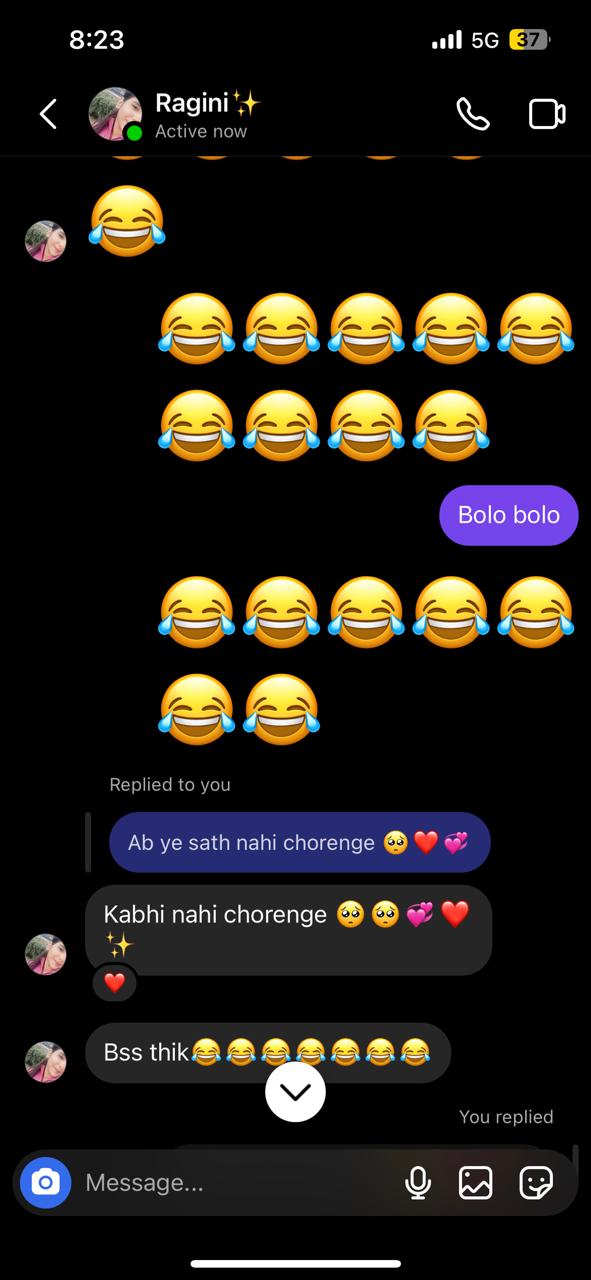 8:23
5G
37
Ragini✨
Active now
😂
😂😂😂😂😂
😂😂😂😂
Bolo bolo
😂😂😂😂😂
😂😂
Replied to you
Ab ye sath nahi chorenge 🥺❤️💞
Kabhi nahi chorenge 🥺🥺💞❤️
✨
❤️
Bss thik😂😂😂😂😂😂😂
You replied
Message...